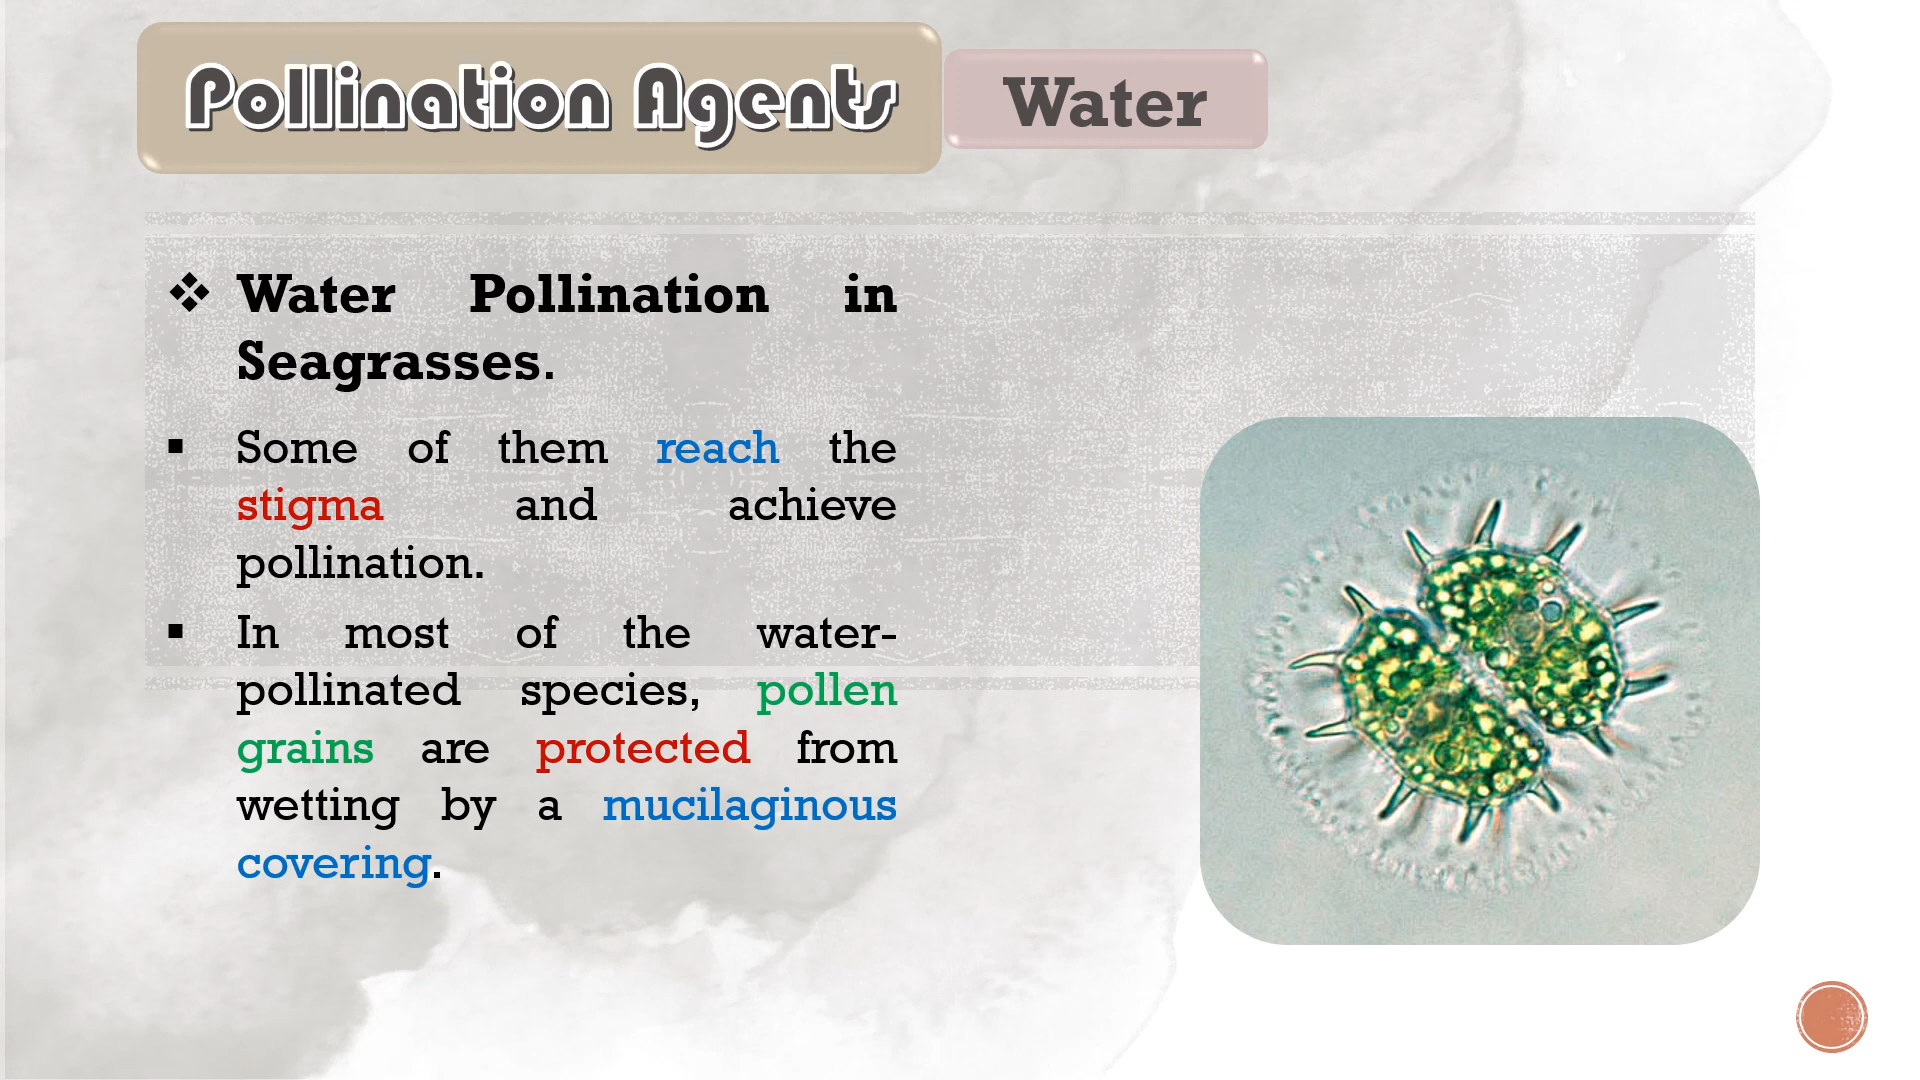 Pollination Agents
Water
❖ Water Pollination in
Seagrasses.
▪ Some of them reach the
stigma and achieve
pollination.
▪ In most of the water-
pollinated species, pollen
grains are protected from
wetting by a mucilaginous
covering.